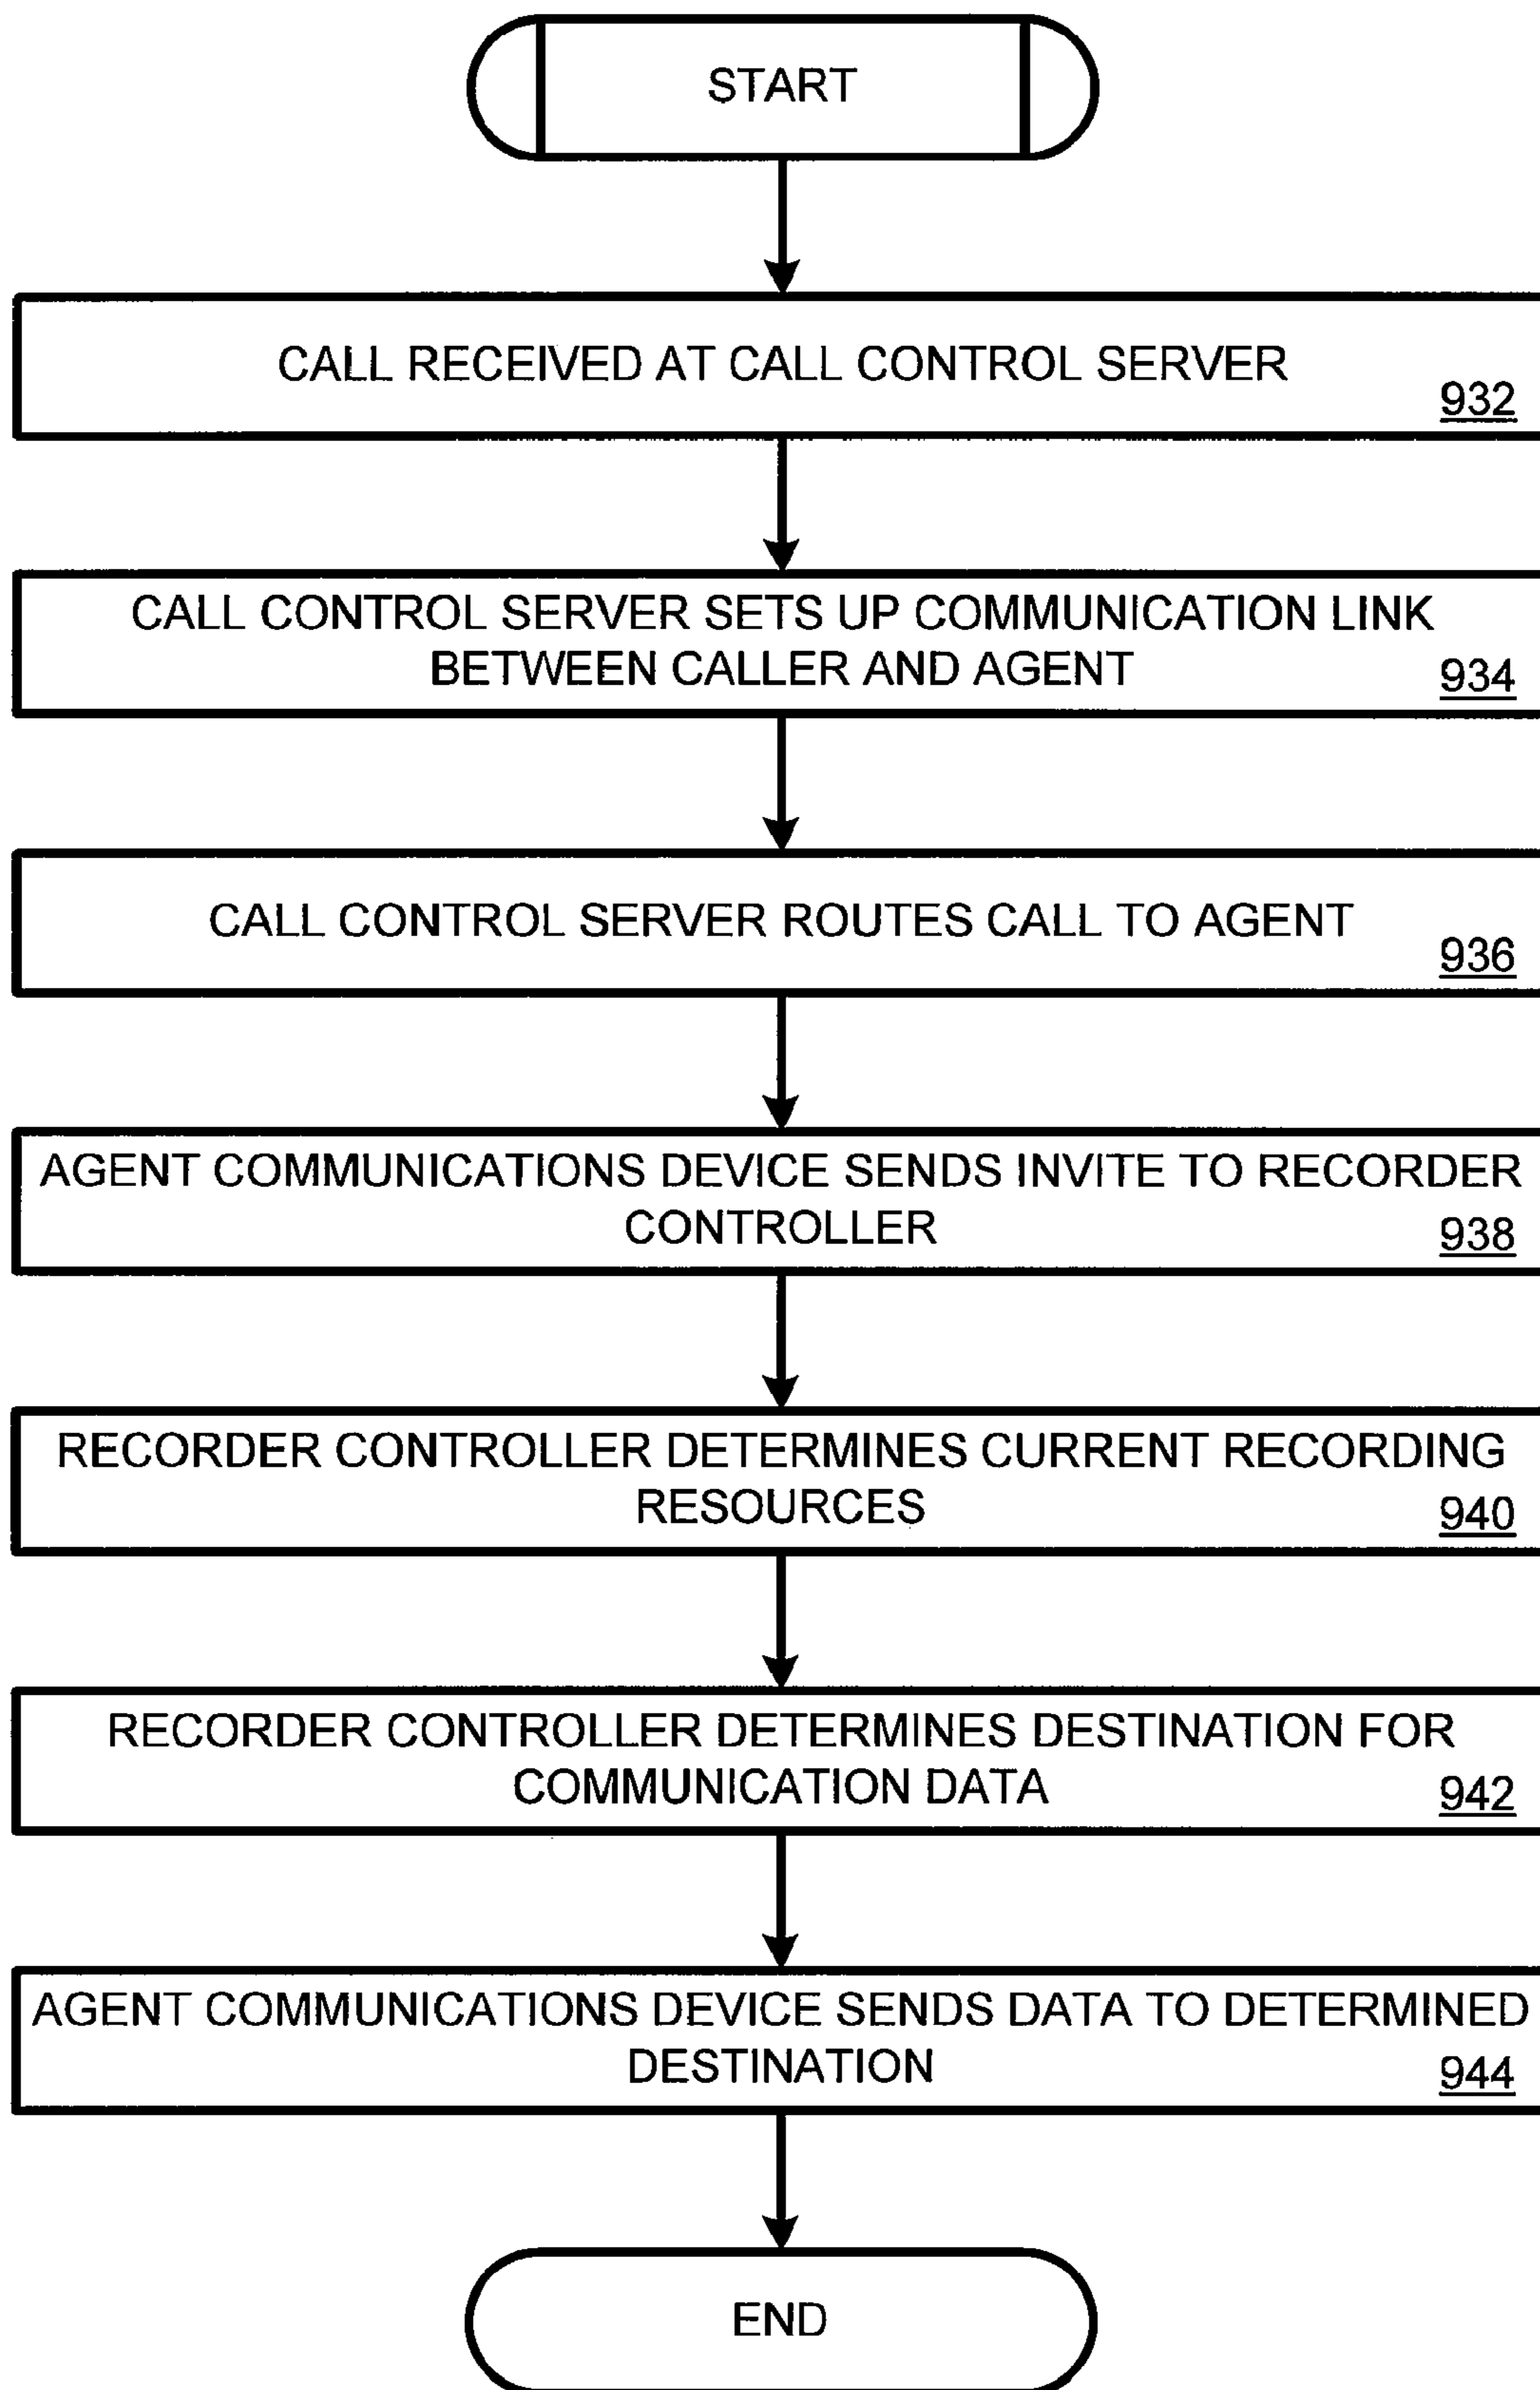 START
CALL RECEIVED AT CALL CONTROL SERVER
932
CALL CONTROL SERVER SETS UP COMMUNICATION LINK
BETWEEN CALLER AND AGENT
934
CALL CONTROL SERVER ROUTES CALL TO AGENT
936
AGENT COMMUNICATIONS DEVICE SENDS INVITE TO RECORDER
CONTROLLER
938
RECORDER CONTROLLER DETERMINES CURRENT RECORDING
RESOURCES
940
RECORDER CONTROLLER DETERMINES DESTINATION FOR
COMMUNICATION DATA
942
AGENT COMMUNICATIONS DEVICE SENDS DATA TO DETERMINED
DESTINATION
944
END